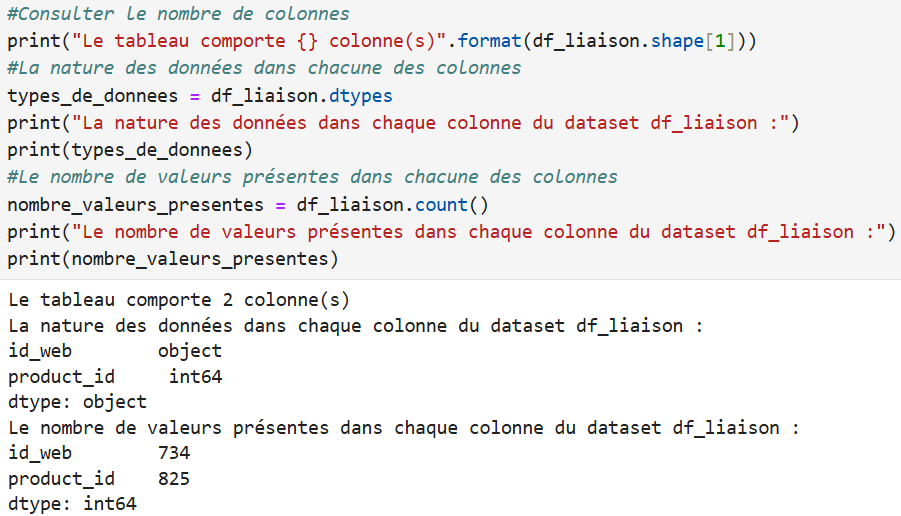 #Consulter le nombre de colonnes
print("Le tableau comporte {} colonne(s)".format(df_liaison.shape[1]))
#La nature des données dans chacune des colonnes
types_de_donnees = df_liaison.dtypes
print("La nature des données dans chaque colonne du dataset df_liaison :")
print(types_de_donnees)
#Le nombre de valeurs présentes dans chacune des colonnes
nombre_valeurs_presentes = df_liaison.count()
print("Le nombre de valeurs présentes dans chaque colonne du dataset df_liaison :")
print(nombre_valeurs_presentes)
Le tableau comporte 2 colonne(s)
La nature des données dans chaque colonne du dataset df_liaison :
id_web        object
product_id     int64
dtype: object
Le nombre de valeurs présentes dans chaque colonne du dataset df_liaison :
id_web        734
product_id    825
dtype: int64